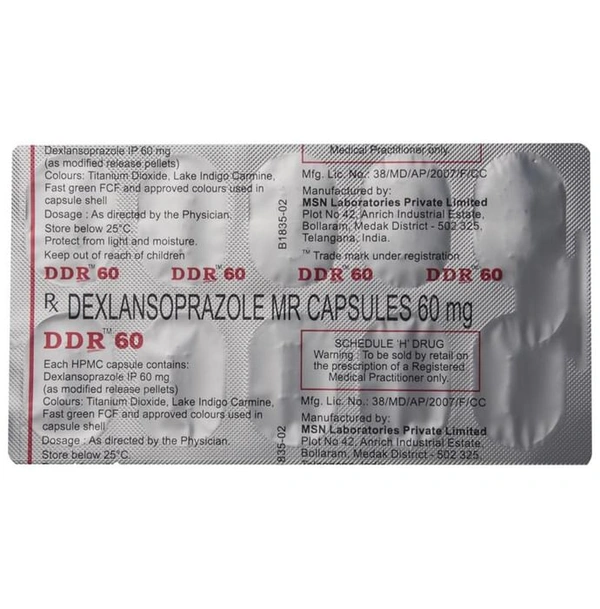 Dexlansoprazole IP 60 mg
(as modified release pellets)
Colours: Titanium Dioxide, Lake Indigo Carmine,
Fast green FCF and approved colours used in
capsule shell
Dosage : As directed by the Physician.
Store below 25°C.
Protect from light and moisture.
Keep out of reach of children
B1835-02
Medical Practitioner only.
Mfg. Lic. No.: 38/MD/AP/2007/F/CC
Manufactured by:
MSN Laboratories Private Limited
Plot No 42, Anrich Industrial Estate,
Bollaram, Medak District - 502 325,
Telangana, India.
™ Trade mark under registration
DDR™ 60 DDR™ 60 DDR™ 60 DDR™ 60
℞ DEXLANSOPRAZOLE MR CAPSULES 60 mg
DDR™ 60
Each HPMC capsule contains:
Dexlansoprazole IP 60 mg
(as modified release pellets)
Colours: Titanium Dioxide, Lake Indigo Carmine,
Fast green FCF and approved colours used in
capsule shell
Dosage : As directed by the Physician.
Store below 25°C.
835-02
SCHEDULE 'H' DRUG
Warning : To be sold by retail on
the prescription of a Registered
Medical Practitioner only.
Mfg. Lic. No.: 38/MD/AP/2007/F/CC
Manufactured by:
MSN Laboratories Private Limited
Plot No 42, Anrich Industrial Estate,
Bollaram, Medak District - 502 325,